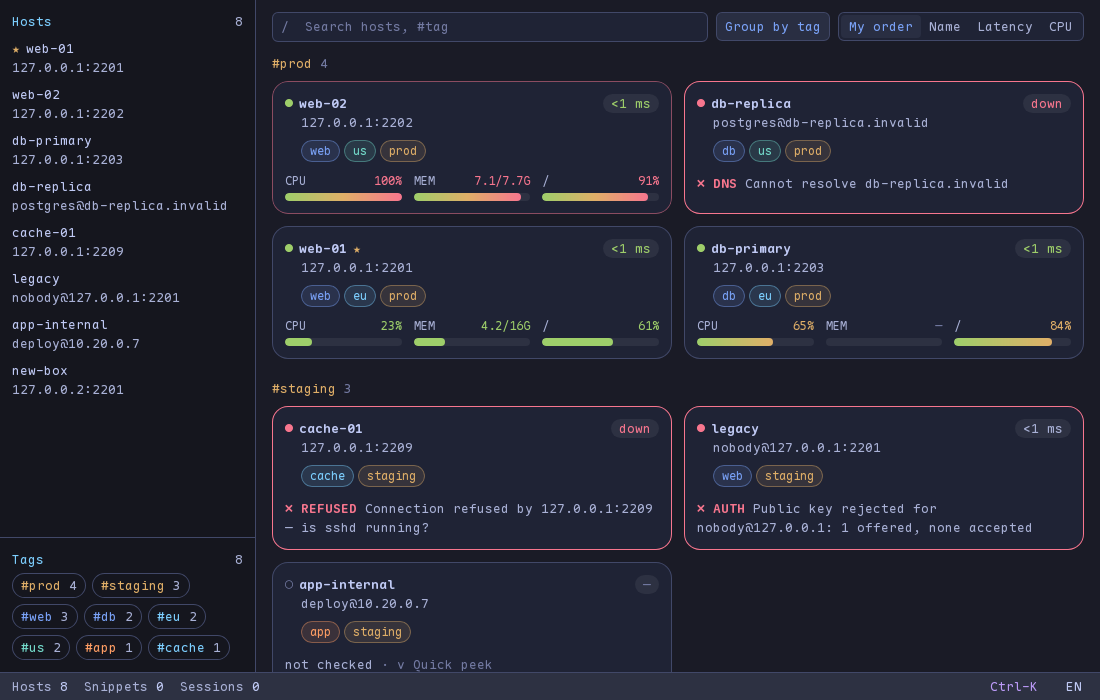 Hosts 8
★ web-01
127.0.0.1:2201
web-02
127.0.0.1:2202
db-primary
127.0.0.1:2203
db-replica
postgres@db-replica.invalid
cache-01
127.0.0.1:2209
legacy
nobody@127.0.0.1:2201
app-internal
deploy@10.20.0.7
new-box
127.0.0.2:2201
Tags 8
#prod 4 #staging 3
#web 3 #db 2 #eu 2
#us 2 #app 1 #cache 1
/ Search hosts, #tag Group by tag My order Name Latency CPU
#prod 4
web-02 <1 ms
127.0.0.1:2202
web us prod
CPU 100% MEM 7.1/7.7G / 91%
db-replica down
postgres@db-replica.invalid
db us prod
× DNS Cannot resolve db-replica.invalid
web-01 ★ <1 ms
127.0.0.1:2201
web eu prod
CPU 23% MEM 4.2/16G / 61%
db-primary <1 ms
127.0.0.1:2203
db eu prod
CPU 65% MEM — / 84%
#staging 3
cache-01 down
127.0.0.1:2209
cache staging
× REFUSED Connection refused by 127.0.0.1:2209
— is sshd running?
legacy <1 ms
nobody@127.0.0.1:2201
web staging
× AUTH Public key rejected for
nobody@127.0.0.1: 1 offered, none accepted
app-internal —
deploy@10.20.0.7
app staging
not checked · v Quick peek
Hosts 8 Snippets 0 Sessions 0 Ctrl-K EN